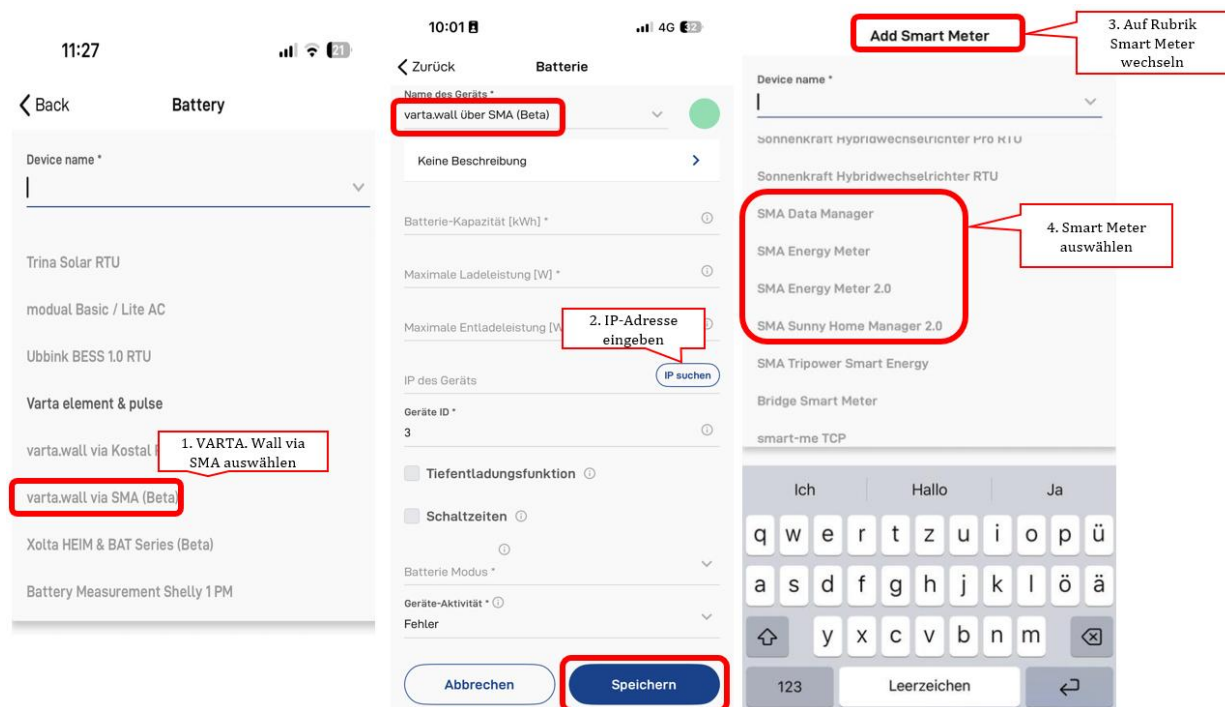 11:27
21
Back
Battery
Device name *
Trina Solar RTU
modual Basic / Lite AC
Ubbink BESS 1.0 RTU
Varta element & pulse
varta.wall via Kostal
1. VARTA. Wall via
SMA auswählen
varta.wall via SMA (Beta)
Xolta HEIM & BAT Series (Beta)
Battery Measurement Shelly 1 PM
10:01
4G 32
Zurück
Batterie
Name des Geräts *
varta.wall über SMA (Beta)
Keine Beschreibung
Batterie-Kapazität [kWh] *
Maximale Ladeleistung [W] *
Maximale Entladeleistung [W
2. IP-Adresse
eingeben
IP des Geräts
IP suchen
Geräte ID *
3
Tiefentladungsfunktion
Schaltzeiten
Batterie Modus *
Geräte-Aktivität *
Fehler
Abbrechen
Speichern
Add Smart Meter
3. Auf Rubrik
Smart Meter
wechseln
Device name *
Sonnenkraft Hybridwechselrichter Pro RTU
Sonnenkraft Hybridwechselrichter RTU
SMA Data Manager
SMA Energy Meter
SMA Energy Meter 2.0
SMA Sunny Home Manager 2.0
4. Smart Meter
auswählen
SMA Tripower Smart Energy
Bridge Smart Meter
smart-me TCP
Ich Hallo Ja
q w e r t z u i o p ü
a s d f g h j k l ö ä
y x c v b n m
123 Leerzeichen